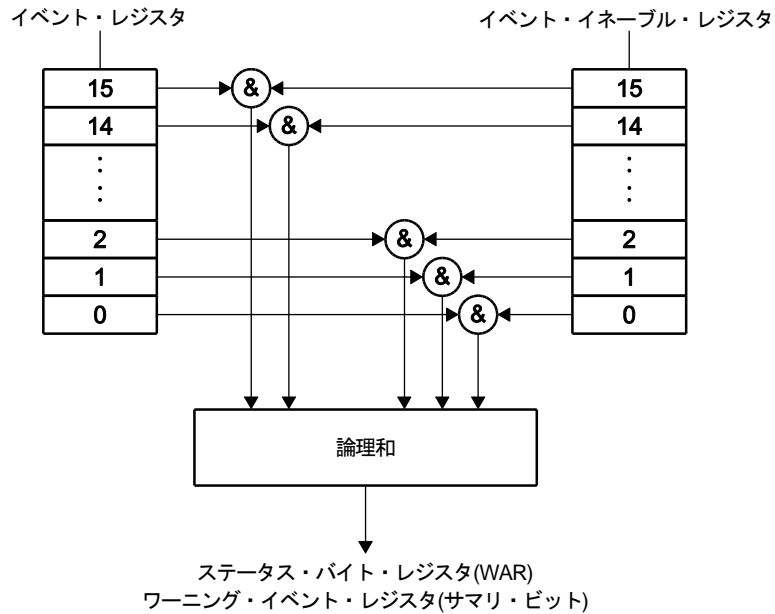 イベント・レジスタ
イベント・イネーブル・レジスタ
15 & 15
14 & 14
2 & 2
1 & 1
0 & 0
論理和
ステータス・バイト・レジスタ(WAR)
ワーニング・イベント・レジスタ(サマリ・ビット)